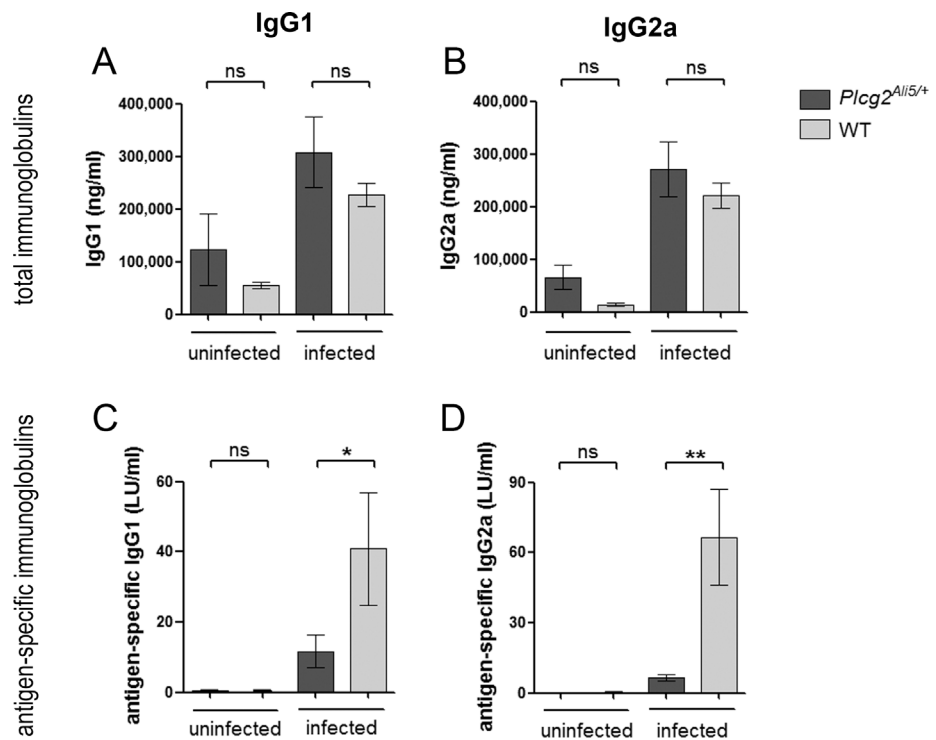 IgG1
IgG2a
total immunoglobulins
A
ns ns
400,000
300,000
200,000
100,000
0
IgG1 (ng/ml)
uninfected infected
B
ns ns
400,000
300,000
200,000
100,000
0
IgG2a (ng/ml)
uninfected infected
Plcg2Ali5/+
WT
antigen-specific immunoglobulins
C
ns *
60
40
20
0
antigen-specific IgG1 (LU/ml)
uninfected infected
D
ns **
90
60
30
0
antigen-specific IgG2a (LU/ml)
uninfected infected